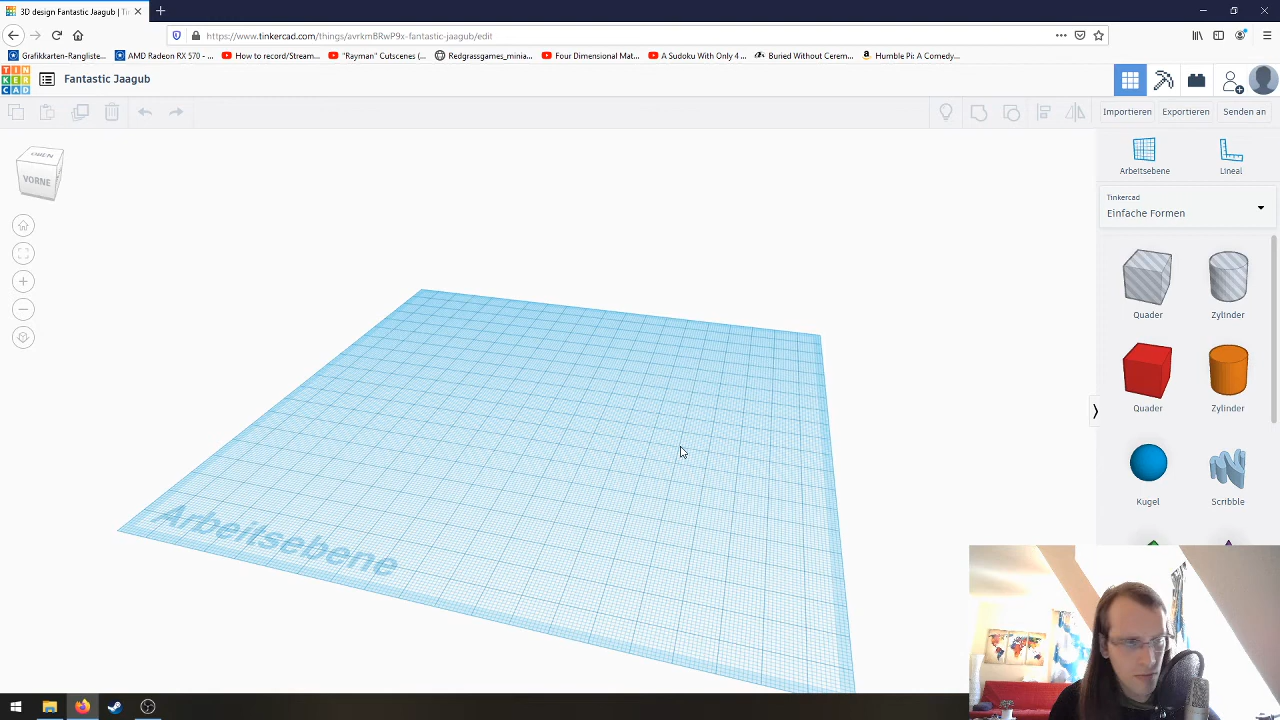 3D design Fantastic Jaagub | Ti
https://www.tinkercad.com/things/avrkmBRwP9x-fantastic-jaagub/edit
Grafikkarten-Rangliste...
AMD Radeon RX 570 - ...
How to record/Stream...
"Rayman" Cutscenes (...
Redgrassgames_minia...
Four Dimensional Mat...
A Sudoku Very Only 4 ...
Buried Without Cerem...
Humble Pi: A Comedy...
TIN
KER
CAD
Fantastic Jaagub
Importieren
Exportieren
Senden an
OBEN
VORNE
Arbeitsebene
Lineal
Tinkercad
Einfache Formen
Quader
Zylinder
Quader
Zylinder
Kugel
Scribble
Arbeitsebene